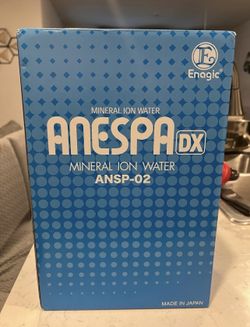 E
Enagic®
MINERAL ION WATER
ANESPA DX
MINERAL ION WATER
ANSP-02
MADE IN JAPAN